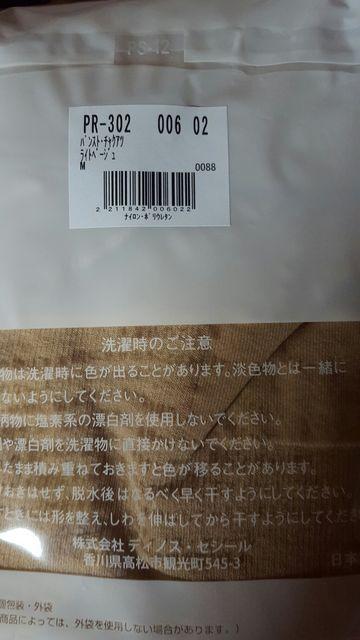 PS-12
PR-302 006 02
パンスト・チャクアツ
ライトベージュ
M 0088
2 211842 006022
ナイロン・ポリウレタン
洗濯時のご注意
物は洗濯時に色が出ることがあります。淡色物とは一緒に
ないようにしてください。
柄物に塩素系の漂白剤を使用しないでください。
や漂白剤を洗濯物に直接かけないでください。
たまま積み重ねておきますと色が移ることがあります。
おきはせず、脱水後はなるべく早く干すようにしてください。
ときには形を整え、しわを伸ばしてから干すようにしてくだ
株式会社 ディノス・セシール
香川県高松市観光町545-3
日本
個包装・外袋
商品によっては、外袋を使用しない場合があります。)